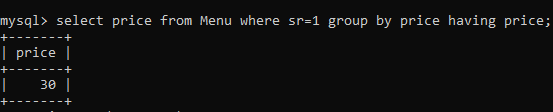 mysql> select price from Menu where sr=1 group by price having price;
+-------+
| price |
+-------+
|    30 |
+-------+